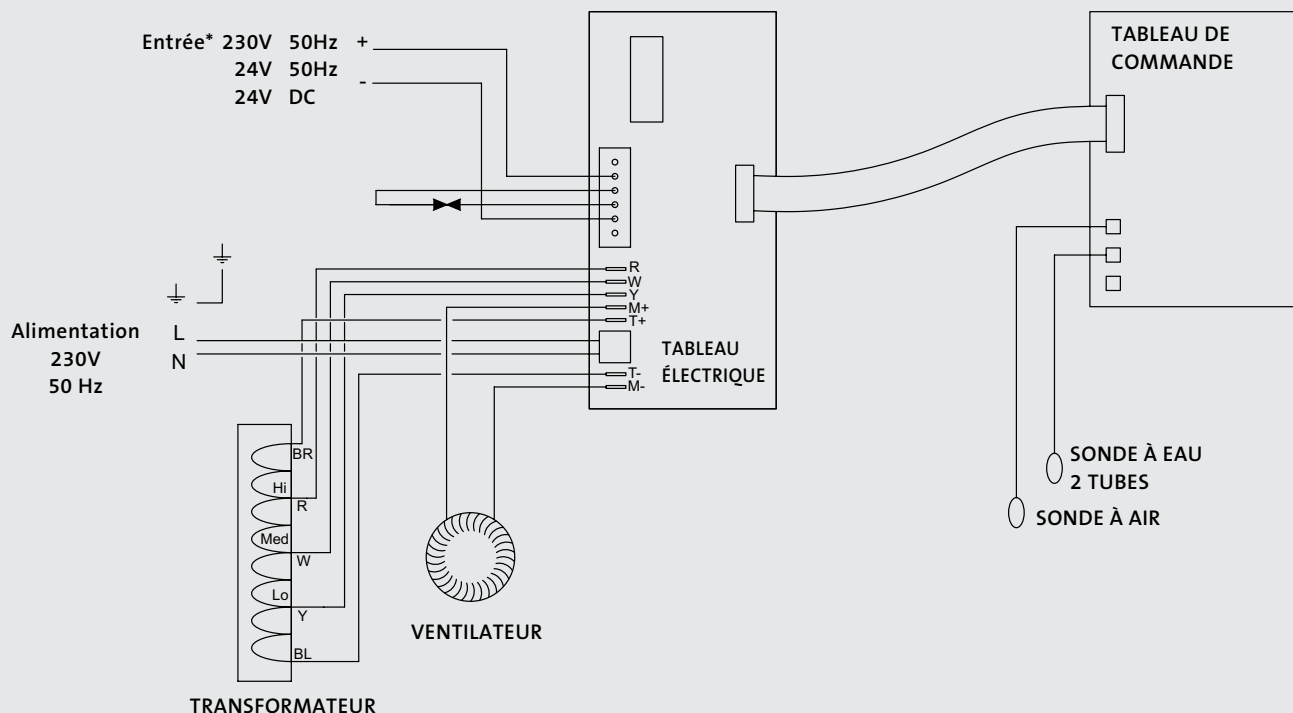 Entrée* 230V 50Hz +
24V 50Hz
24V DC -
TABLEAU DE
COMMANDE
R
W
Y
M+
T+
Alimentation
230V
50 Hz
L
N
TABLEAU
ÉLECTRIQUE
T-
M-
BR
Hi
R
Med
W
Lo
Y
BL
SONDE À EAU
2 TUBES
SONDE À AIR
VENTILATEUR
TRANSFORMATEUR